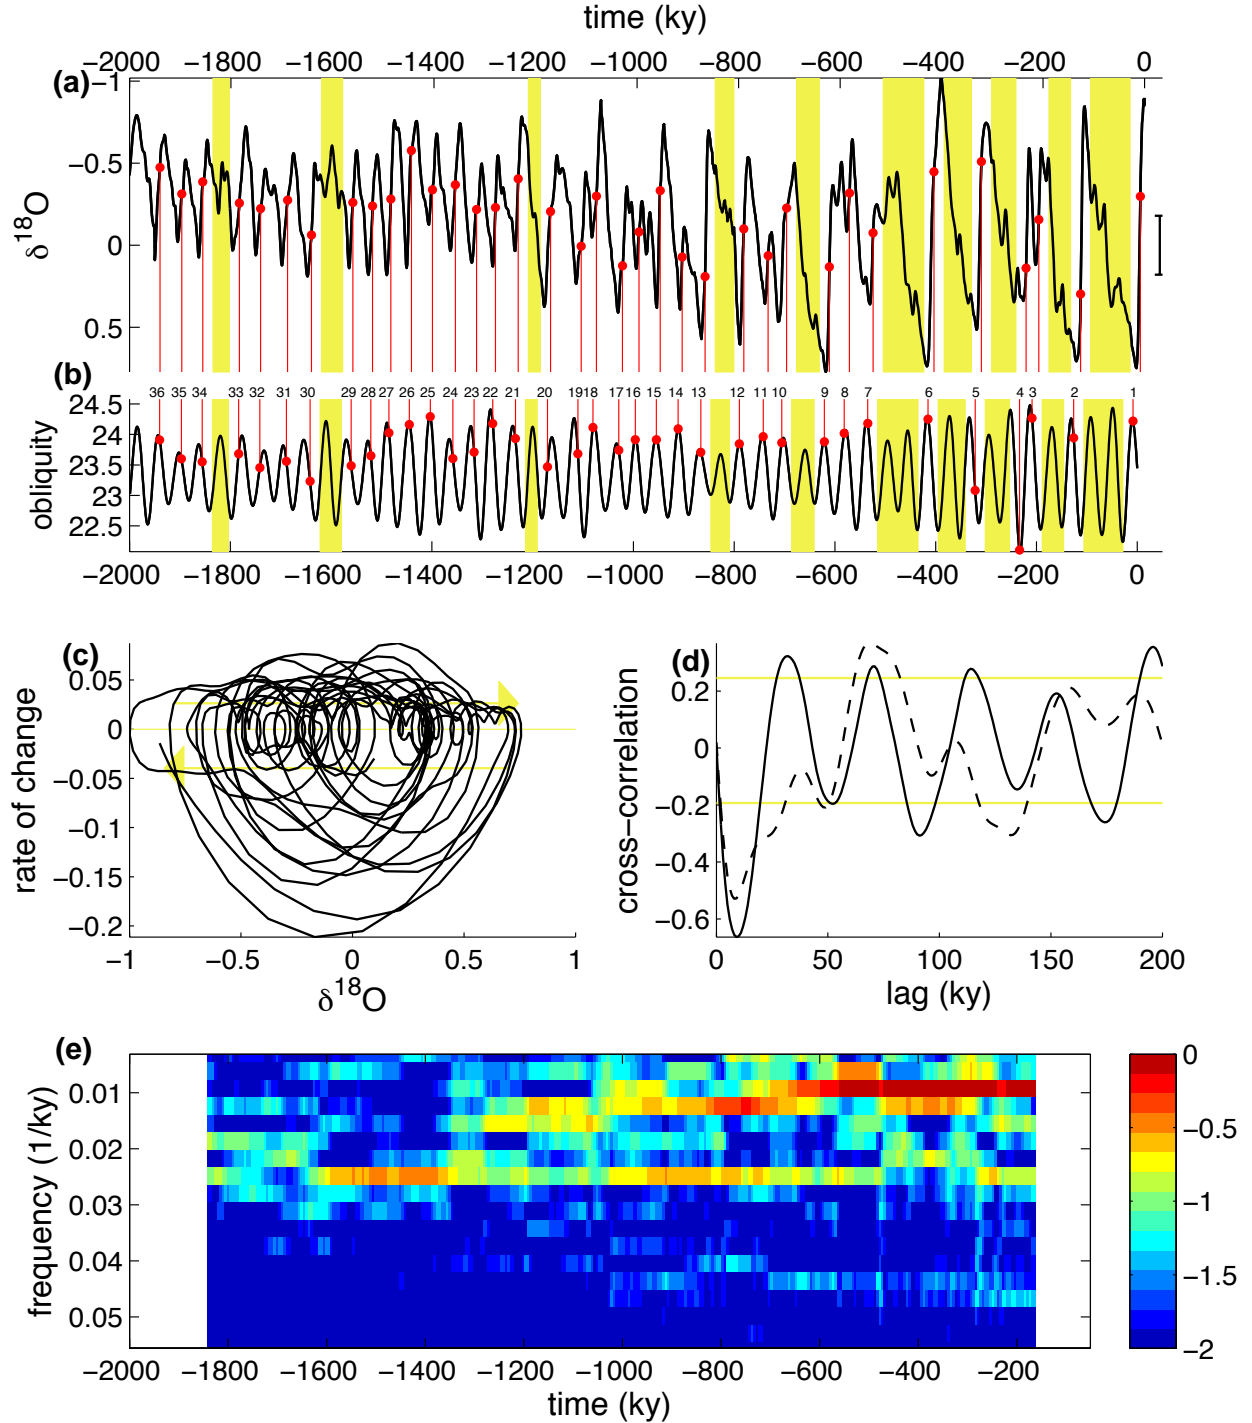 time (ky)
−2000 −1800 −1600 −1400 −1200 −1000 −800 −600 −400 −200 0
(a)
−1
−0.5
0
0.5
δ18O
(b)
36 35 34 33 32 31 30 29 28 27 26 25 24 23 22 21 20 19 18 17 16 15 14 13 12 11 10 9 8 7 6 5 4 3 2 1
24.5
24
23.5
23
22.5
obliquity
−2000 −1800 −1600 −1400 −1200 −1000 −800 −600 −400 −200 0
(c)
0.05
0
−0.05
−0.1
−0.15
−0.2
rate of change
−1 −0.5 0 0.5 1
δ18O
(d)
0.2
0
−0.2
−0.4
−0.6
cross−correlation
0 50 100 150 200
lag (ky)
(e)
0.01
0.02
0.03
0.04
0.05
frequency (1/ky)
−2000 −1800 −1600 −1400 −1200 −1000 −800 −600 −400 −200
time (ky)
0
−0.5
−1
−1.5
−2